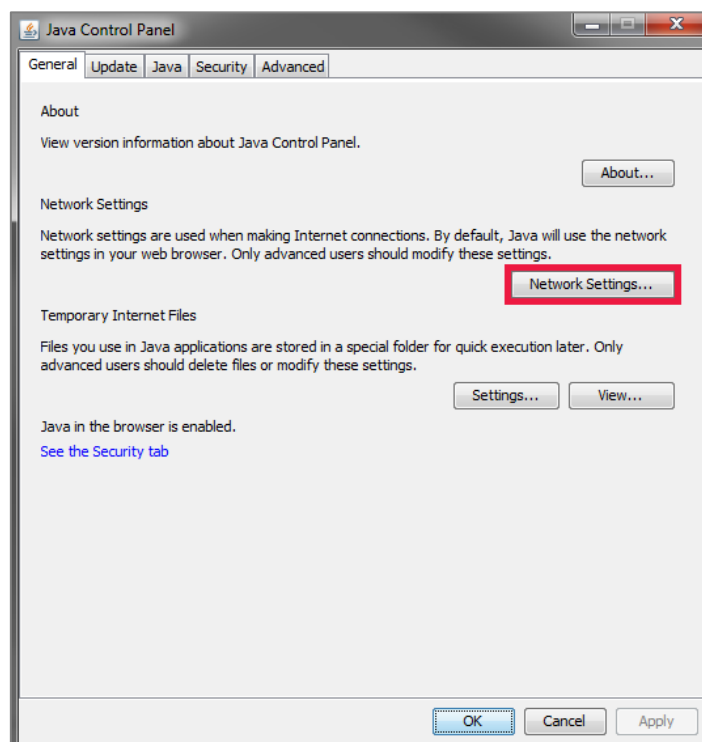 Java Control Panel
General Update Java Security Advanced
About
View version information about Java Control Panel.
About...
Network Settings
Network settings are used when making Internet connections. By default, Java will use the network
settings in your web browser. Only advanced users should modify these settings.
Network Settings...
Temporary Internet Files
Files you use in Java applications are stored in a special folder for quick execution later. Only
advanced users should delete files or modify these settings.
Settings... View...
Java in the browser is enabled.
See the Security tab
OK Cancel Apply